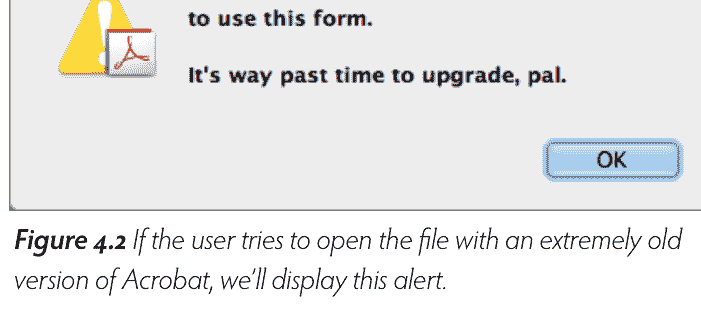 to use this form.
It's way past time to upgrade, pal.
OK
Figure 4.2 If the user tries to open the file with an extremely old
version of Acrobat, we'll display this alert.